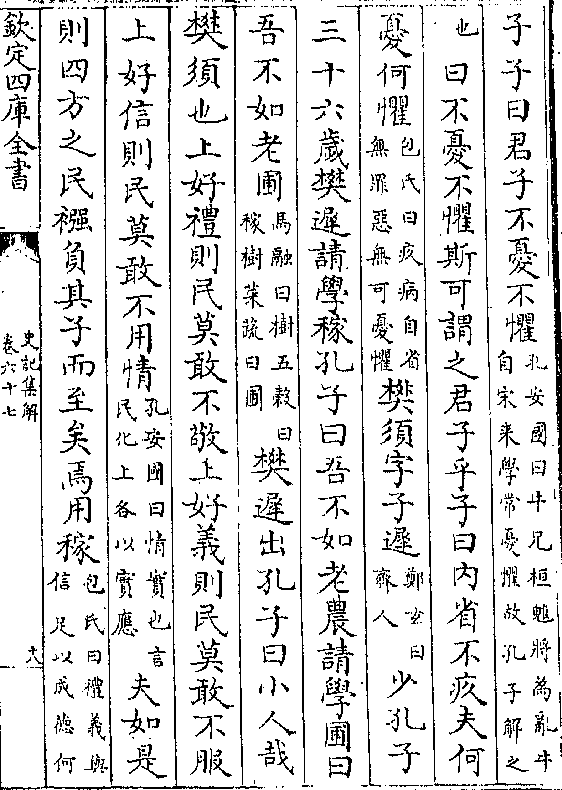 子子曰君子不憂不懼孔安國曰牛兄桓魋將為亂牛自宋来學常憂懼故孔子解之
也曰不憂不懼斯可謂之君子乎子曰内省不疚夫何
憂何懼包氏曰疚病自省無罪惡無可憂懼樊須字子遲鄭玄曰齊人少孔子
三十六歲樊遲請學稼孔子曰吾不如老農請學圃曰
吾不如老圃馬融曰樹五穀曰稼樹菜蔬曰圃樊遲出孔子曰小人哉
樊須也上好禮則民莫敢不敬上好義則民莫敢不服
上好信則民莫敢不用情孔安國曰情實也言民化上各以實應夫如是
則四方之民襁負其子而至矣焉用稼包氏曰禮義與信足以成德何
欽定四庫全書
史記集解
卷六十七
十八